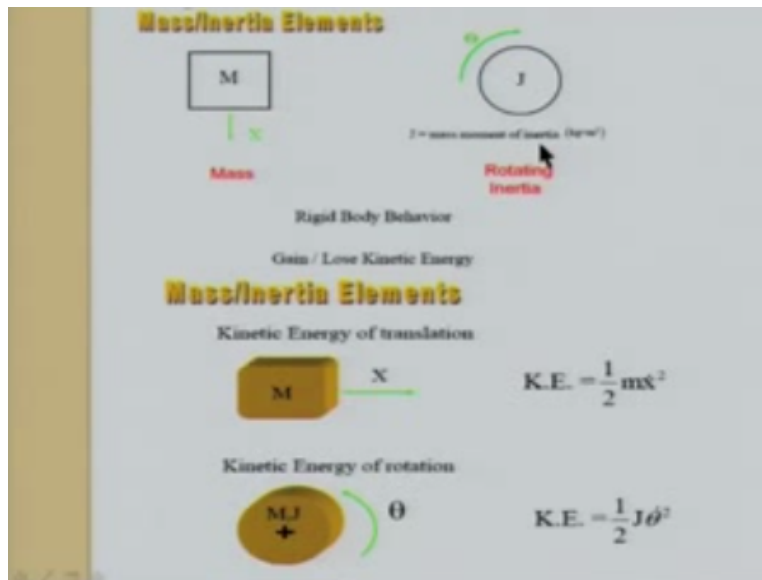 Mass/Inertia Elements
M
θ
J
X
J = mass moment of inertia (kg-m²)
Mass
Rotating
Inertia
Rigid Body Behavior
Gain / Lose Kinetic Energy
Mass/Inertia Elements
Kinetic Energy of translation
M
X
K.E. = 1/2 mẋ²
Kinetic Energy of rotation
M,J
θ
K.E. = 1/2 Jθ̇²